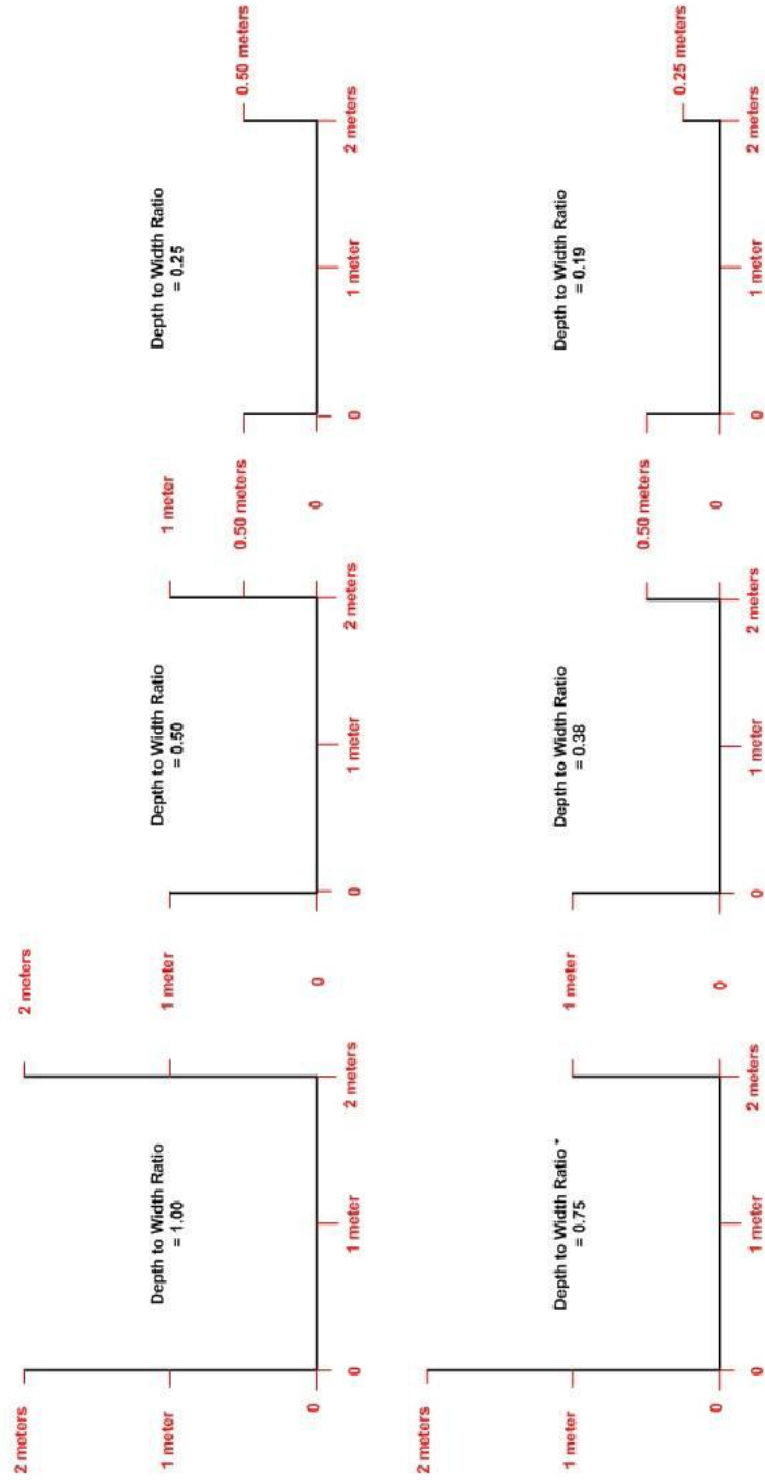 2 meters
1 meter
0
Depth to Width Ratio
= 1.00
0
1 meter
2 meters
2 meters
1 meter
0
Depth to Width Ratio
= 0.50
0
1 meter
2 meters
1 meter
0.50 meters
0
Depth to Width Ratio
= 0.25
0
1 meter
2 meters
0.50 meters
2 meters
1 meter
0
Depth to Width Ratio *
= 0.75
0
1 meter
2 meters
1 meter
0
Depth to Width Ratio
= 0.38
0
1 meter
2 meters
0.50 meters
0
Depth to Width Ratio
= 0.19
0
1 meter
2 meters
0.25 meters